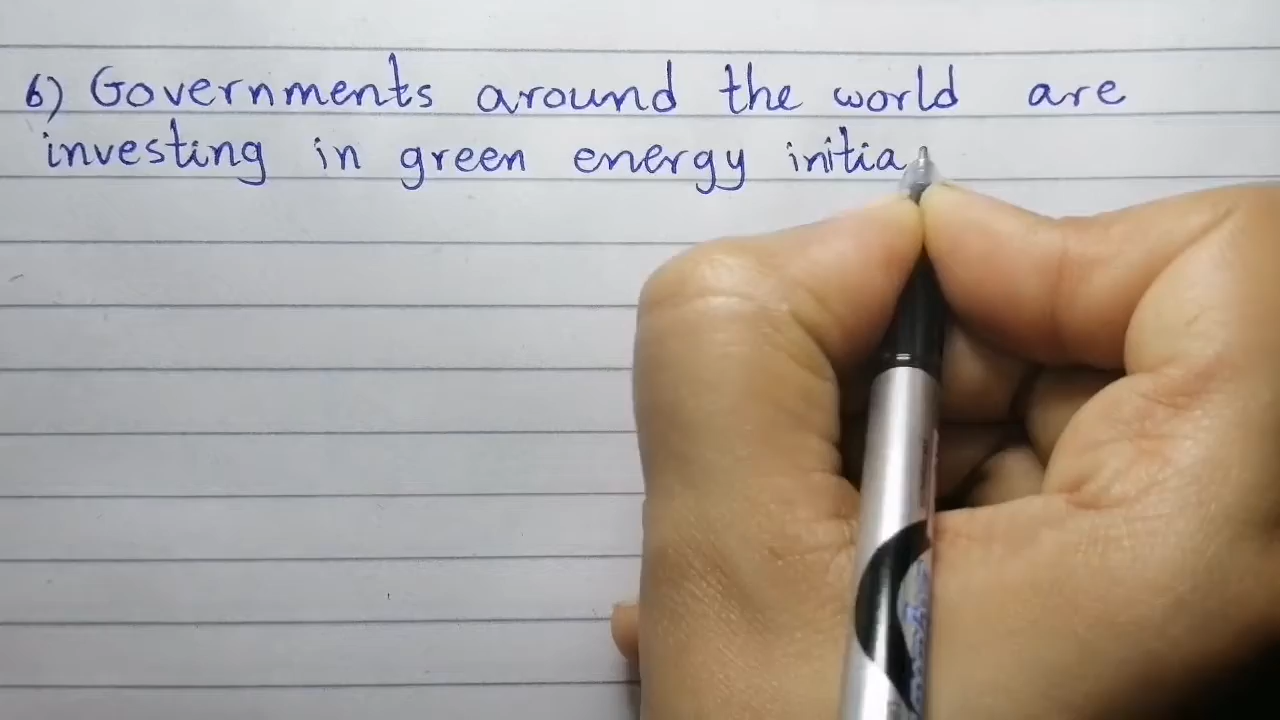 6) Governments around the world are
investing in green energy initia